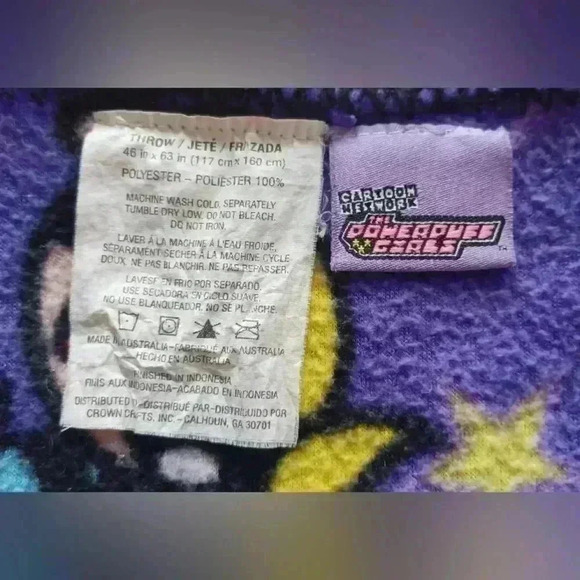 THROW / JETÉ / FRAZADA
46 in x 63 in (117 cm x 160 cm)
POLYESTER – POLIÉSTER 100%
MACHINE WASH COLD, SEPARATELY
TUMBLE DRY LOW. DO NOT BLEACH.
DO NOT IRON
LAVER À LA MACHINE À L'EAU FROIDE,
SÉPARAMENT SÉCHER À LA MACHINE CYCLE
DOUX. NE PAS BLANCHIR. NE PAS REPASSER.
LAVESE EN FRIO POR SEPARADO.
USE SECADORA EN CICLO SUAVE.
NO USE BLANQUEADOR. NO SE PLANCHE.
MADE IN AUSTRALIA–FABRIQUÉ AUX AUSTRALIA
HECHO EN AUSTRALIA
FINISHED IN INDONESIA
FINIS AUX INDONESIA–ACABADO EN INDONESIA
DISTRIBUTED BY–DISTRIBUÉ PAR–DISTRIBUIDO POR
CROWN CRAFTS, INC – CALHOUN, GA 30701
CARTOON
NETWORK
THE
POWERPUFF
GIRLS
TM